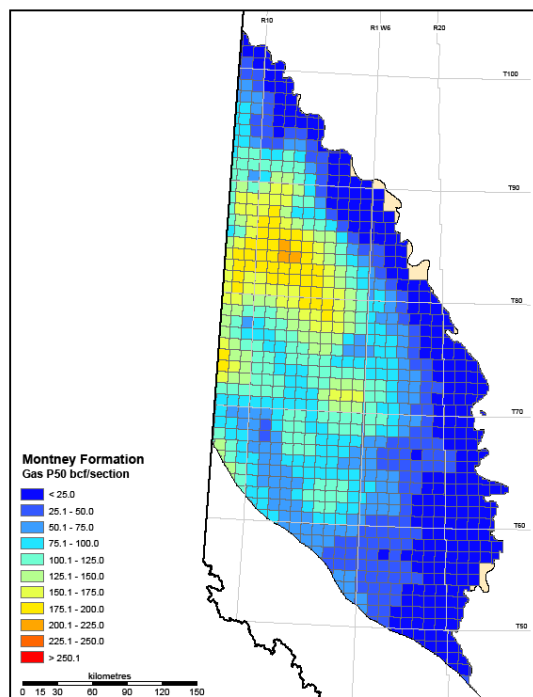 R10
R1 W6
R20
T100
T90
T80
T70
T60
T50
Montney Formation
Gas P50 bcf/section
< 25.0
25.1 - 50.0
50.1 - 75.0
75.1 - 100.0
100.1 - 125.0
125.1 - 150.0
150.1 - 175.0
175.1 - 200.0
200.1 - 225.0
225.1 - 250.0
> 250.1
kilometres
0 15 30 60 90 120 150